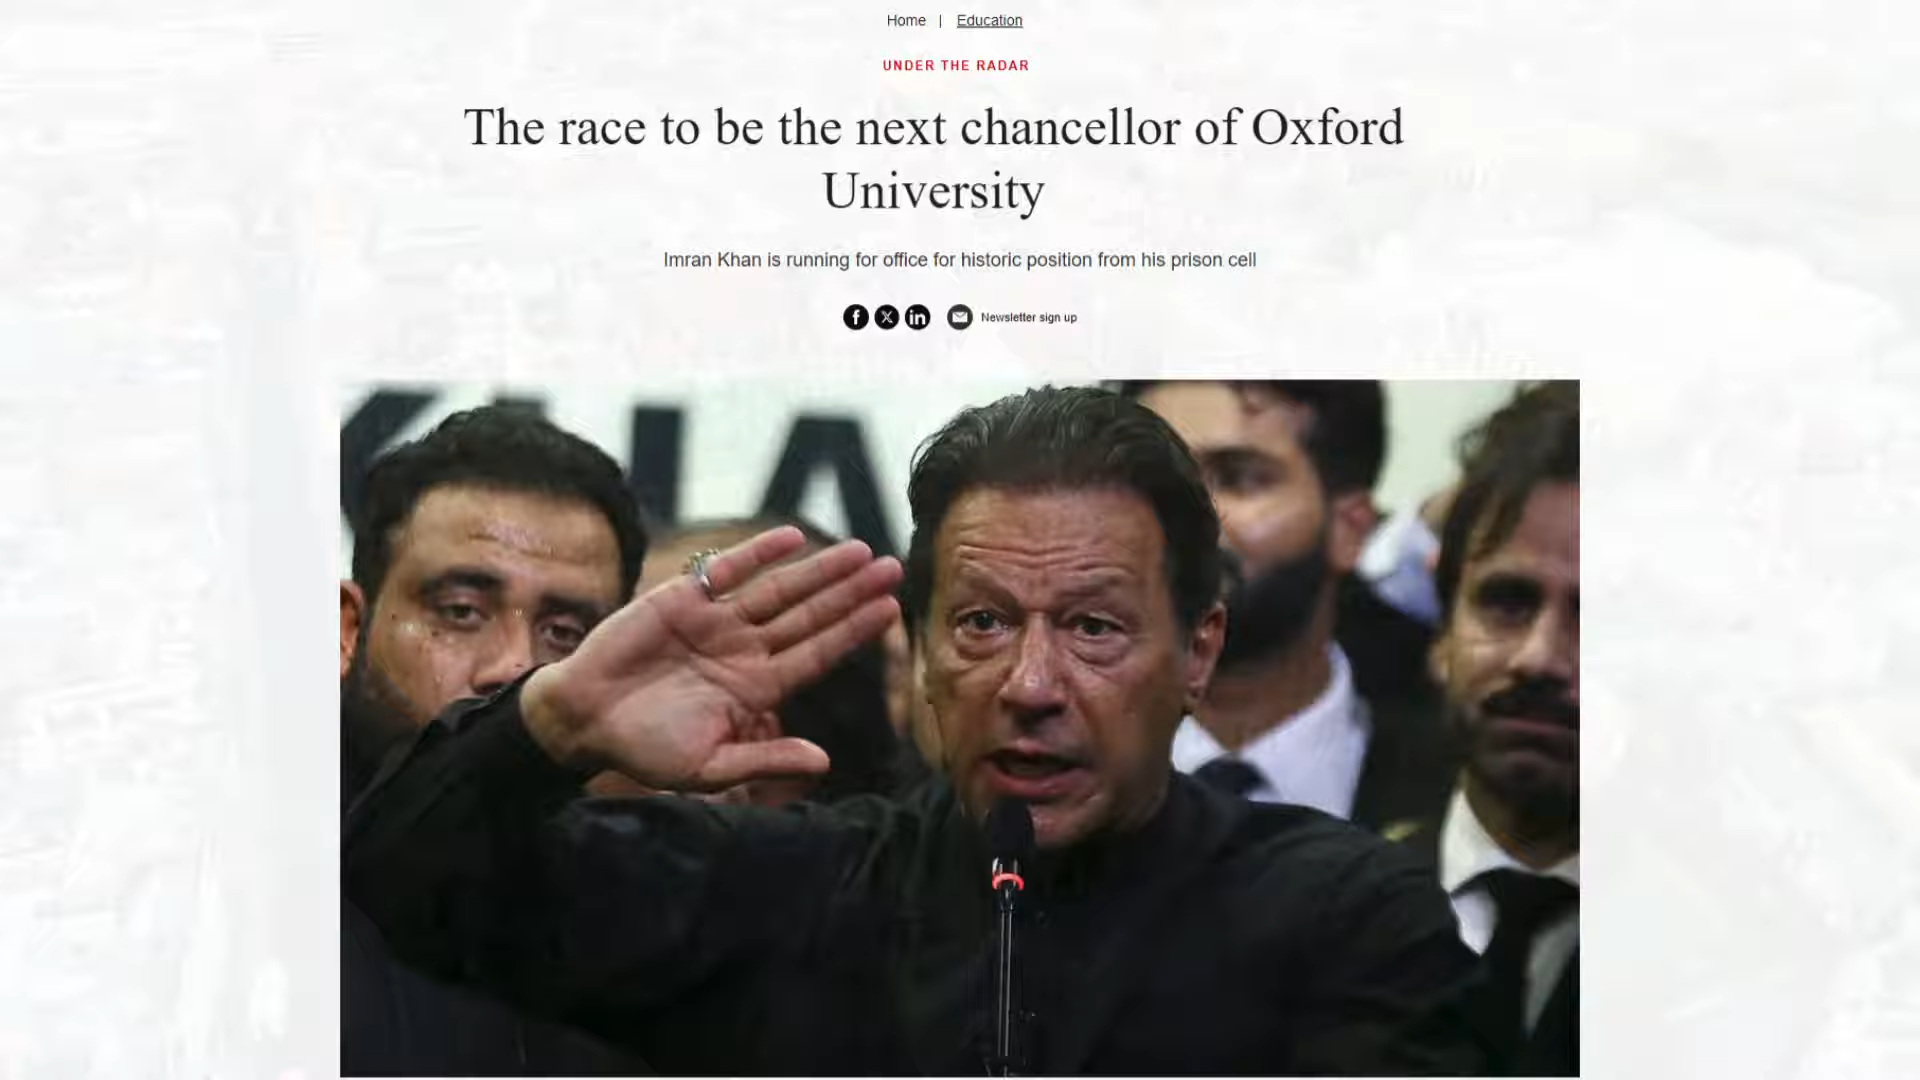 Home | Education
UNDER THE RADAR
The race to be the next chancellor of Oxford
University
Imran Khan is running for office for historic position from his prison cell
Newsletter sign up